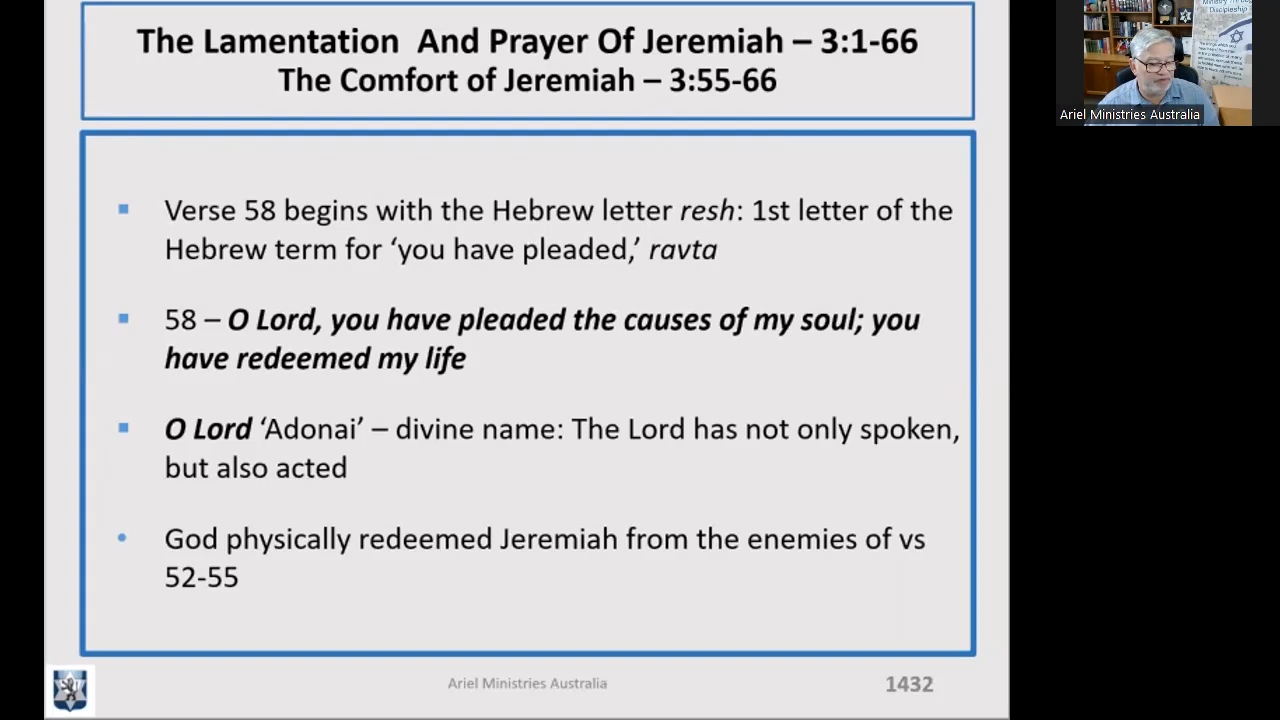 The Lamentation And Prayer Of Jeremiah – 3:1-66
The Comfort of Jeremiah – 3:55-66
▪ Verse 58 begins with the Hebrew letter resh: 1st letter of the
Hebrew term for ‘you have pleaded,’ ravta
▪ 58 – O Lord, you have pleaded the causes of my soul; you
have redeemed my life
▪ O Lord ‘Adonai’ – divine name: The Lord has not only spoken,
but also acted
• God physically redeemed Jeremiah from the enemies of vs
52-55
Ariel Ministries Australia
1432
Discipleship
Ariel Ministries Australia